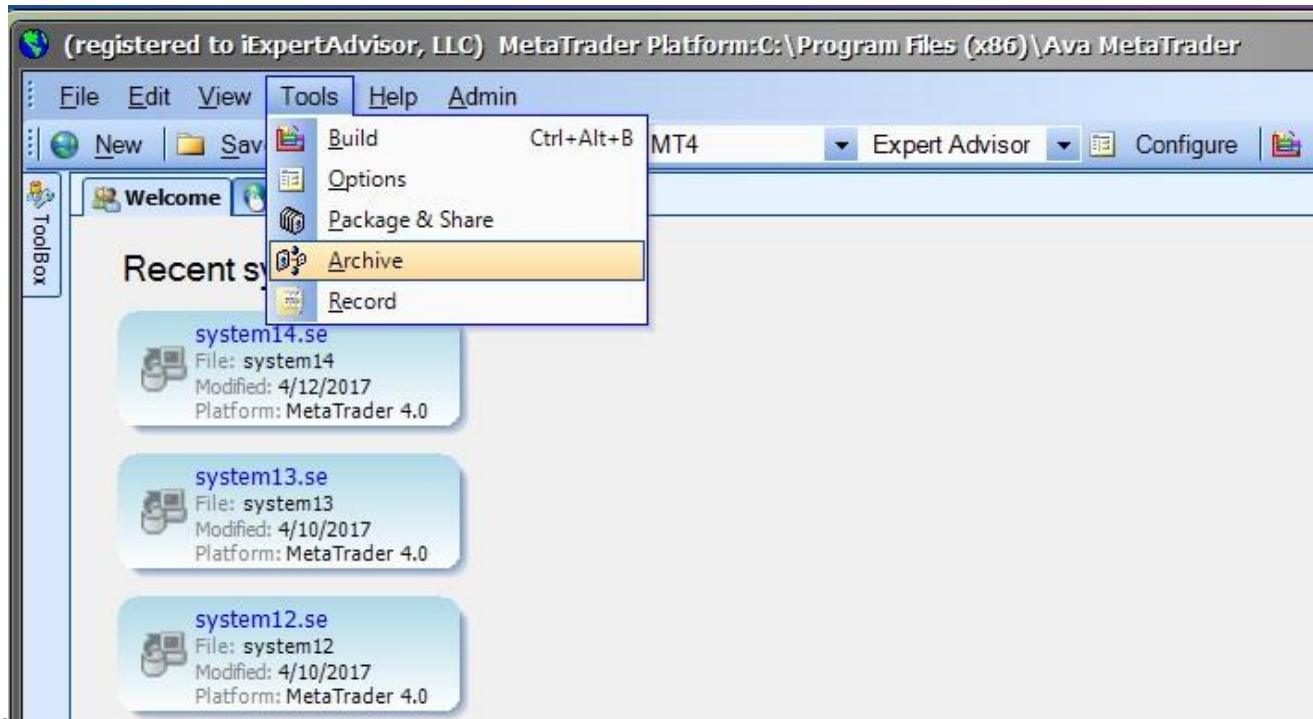 (registered to iExpertAdvisor, LLC) MetaTrader Platform:C:\Program Files (x86)\Ava MetaTrader
File Edit View Tools Help Admin
New Sav MT4 Expert Advisor Configure
Build Ctrl+Alt+B
Options
Package & Share
Archive
Record
ToolBox
Welcome
Recent s
system14.se
File: system14
Modified: 4/12/2017
Platform: MetaTrader 4.0
system13.se
File: system13
Modified: 4/10/2017
Platform: MetaTrader 4.0
system12.se
File: system12
Modified: 4/10/2017
Platform: MetaTrader 4.0